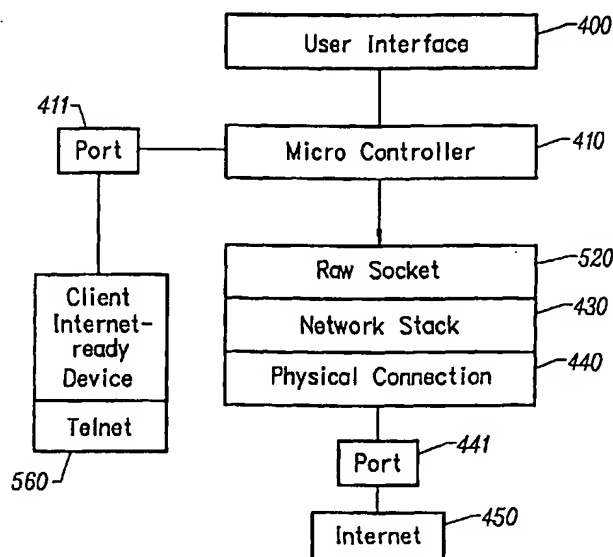 User Interface
400
411
Port
Micro Controller
410
Raw Socket
520
Client
Internet-
ready
Device
Network Stack
430
Physical Connection
440
Telnet
560
Port
441
Internet
450